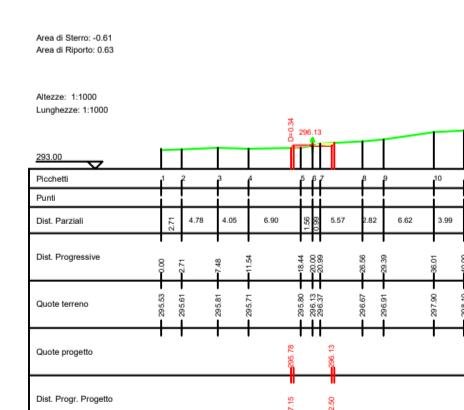 Area di Sterro: -0.61
Area di Riporto: 0.63
Altezze: 1:1000
Lunghezze: 1:1000
D=0.34
296.13
293.00
Picchetti 1 2 3 4 5 6 7 8 9 10
Punti
Dist. Parziali 2.71 4.78 4.05 6.90 1.56 0.99 5.57 2.82 6.62 3.99
Dist. Progressive 0.00 2.71 7.48 11.54 18.44 20.00 20.99 26.56 29.39 36.01
Quote terreno 295.53 295.61 295.81 295.71 295.80 296.13 296.37 296.67 296.91 297.90
Quote progetto 295.78 296.13
Dist. Progr. Progetto 7.15 2.50